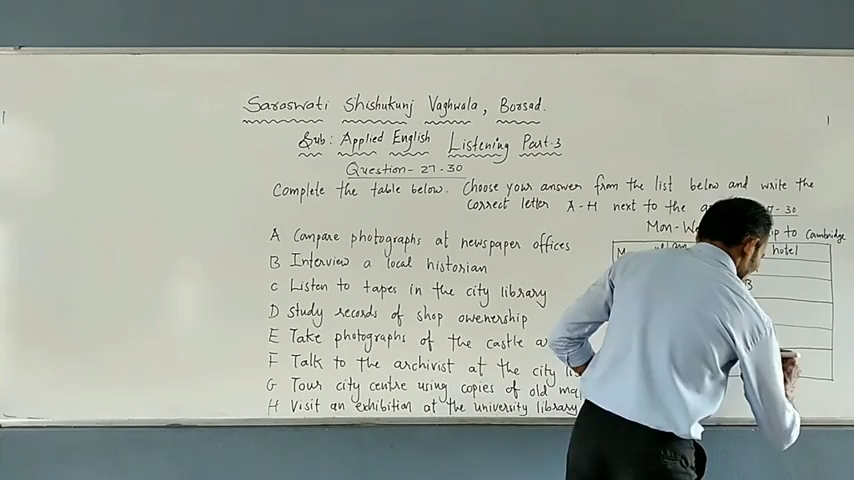 Saraswati Shishukunj Vaghwala, Borsad.
Sub: Applied English Listening Part-3
Question- 27-30
Complete the table below. Choose your answer from the list below and write the
correct letter A-H next to the 7-30
Mon- to Cambridge
hotel
A Compare photographs at newspaper offices
B Interview a local historian
B
C Listen to tapes in the city library
D Study records of shop owenership
E Take photographs of the castle
F Talk to the archivist at the city
G Tour city centre using copies of old
H Visit an exhibition at the university library